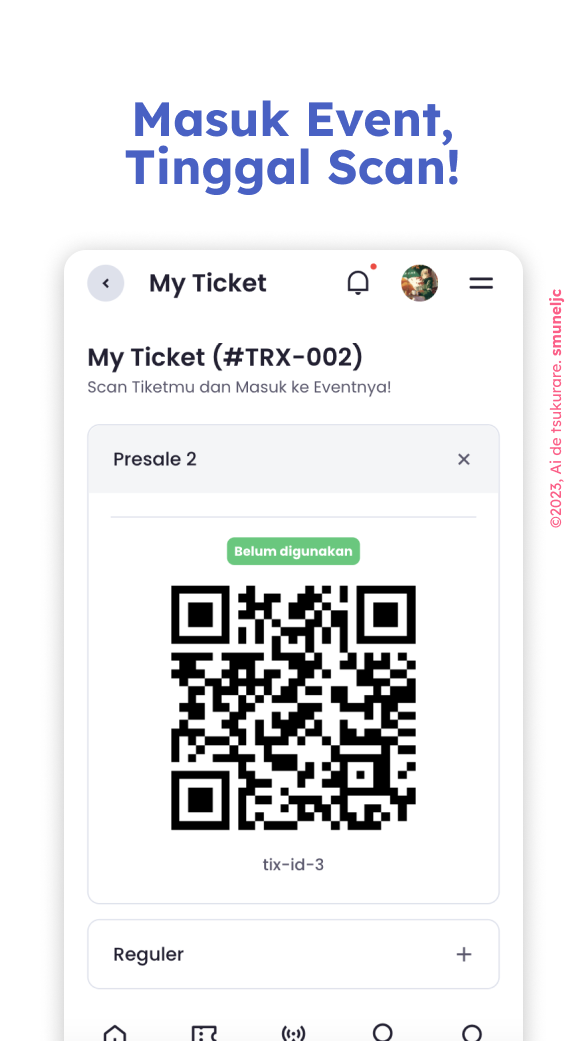 Masuk Event,
Tinggal Scan!
My Ticket
My Ticket (#TRX-002)
Scan Tiketmu dan Masuk ke Eventnya!
Presale 2
Belum digunakan
tix-id-3
Reguler
©2023, Ai de tsukurare. smuneljc